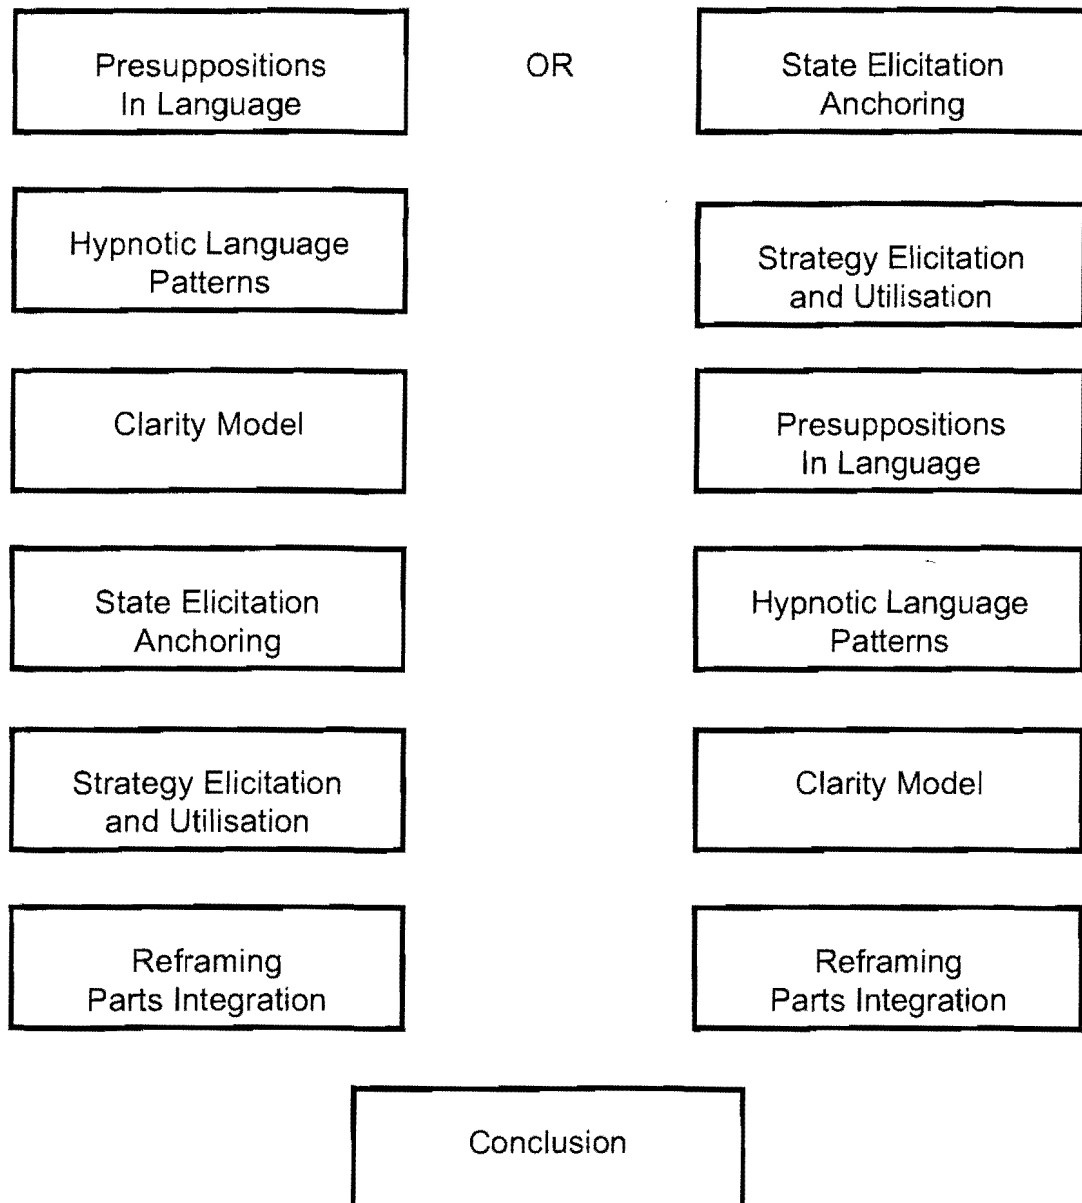 Presuppositions
In Language
OR
State Elicitation
Anchoring
Hypnotic Language
Patterns
Strategy Elicitation
and Utilisation
Clarity Model
Presuppositions
In Language
State Elicitation
Anchoring
Hypnotic Language
Patterns
Strategy Elicitation
and Utilisation
Clarity Model
Reframing
Parts Integration
Reframing
Parts Integration
Conclusion